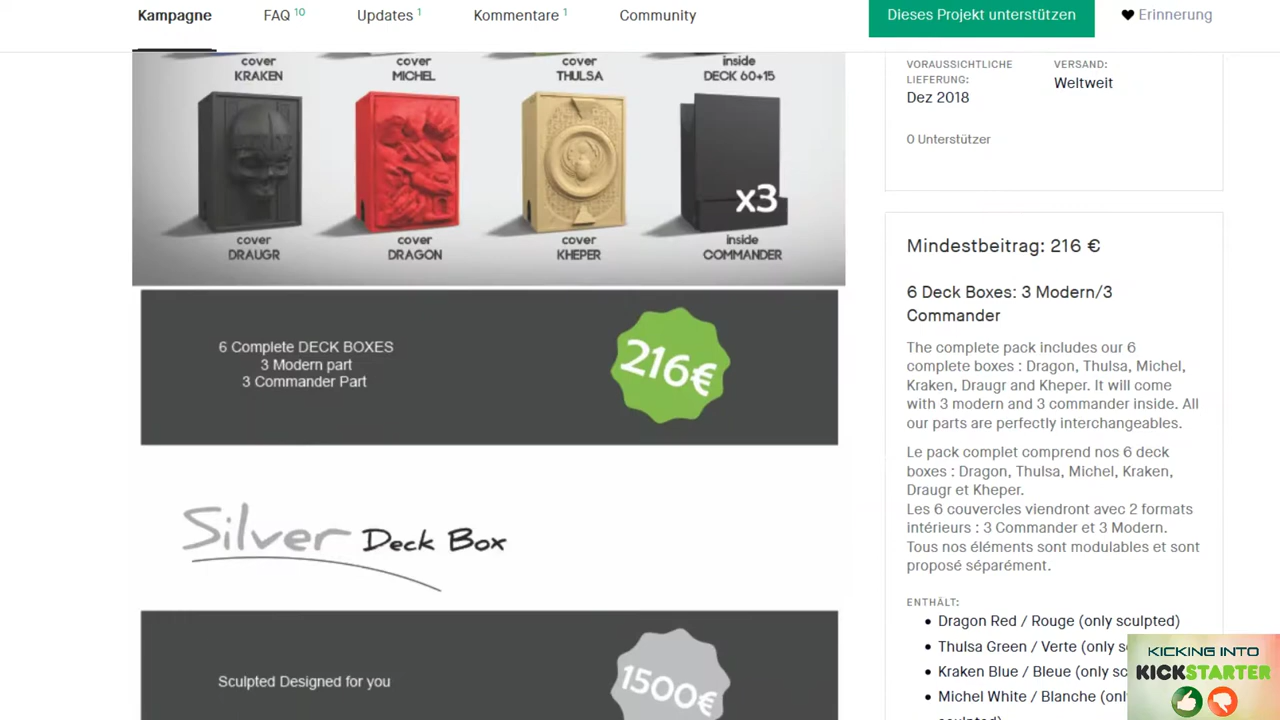 Kampagne
FAQ 10
Updates 1
Kommentare 1
Community
Dieses Projekt unterstützen
Erinnerung
cover
KRAKEN
cover
MICHEL
cover
THULSA
inside
DECK 60+15
x3
cover
DRAUGR
cover
DRAGON
cover
KHEPER
inside
COMMANDER
6 Complete DECK BOXES
3 Modern part
3 Commander Part
216€
Silver Deck Box
Sculpted Designed for you
1500€
VORAUSSICHTLICHE
LIEFERUNG:
Dez 2018
VERSAND:
Weltweit
0 Unterstützer
Mindestbeitrag: 216 €
6 Deck Boxes: 3 Modern/3
Commander
The complete pack includes our 6
complete boxes : Dragon, Thulsa, Michel,
Kraken, Draugr and Kheper. It will come
with 3 modern and 3 commander inside. All
our parts are perfectly interchangeables.
Le pack complet comprend nos 6 deck
boxes : Dragon, Thulsa, Michel, Kraken,
Draugr et Kheper.
Les 6 couvercles viendront avec 2 formats
intérieurs : 3 Commander et 3 Modern.
Tous nos éléments sont modulables et sont
proposé séparément.
ENTHÄLT:
Dragon Red / Rouge (only sculpted)
Thulsa Green / Verte (only
Kraken Blue / Bleue (only
Michel White / Blanche
KICKING INTO
KICKSTARTER